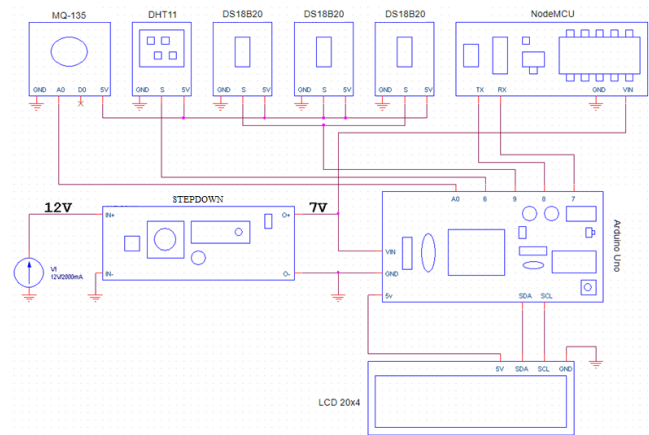 MQ-135
DHT11
DS18B20
DS18B20
DS18B20
NodeMCU
GND A0 D0 5V
GND S 5V
GND S 5V
GND S 5V
GND S 5V
TX RX GND VIN
12V
STEPDOWN
7V
IN+
O+
IN-
O-
VI
12V/2000mA
A0 6 9 8 7
VIN
GND
5v
SDA SCL
Arduino Uno
5V SDA SCL GND
LCD 20x4